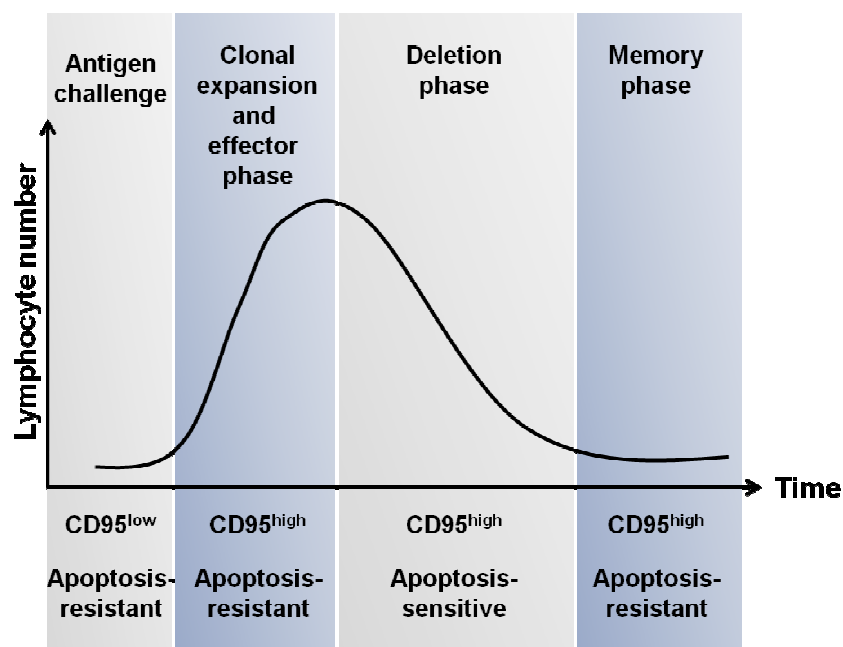 Antigen
challenge
Clonal
expansion
and
effector
phase
Deletion
phase
Memory
phase
Lymphocyte number
Time
CD95low
Apoptosis-
resistant
CD95high
Apoptosis-
resistant
CD95high
Apoptosis-
sensitive
CD95high
Apoptosis-
resistant